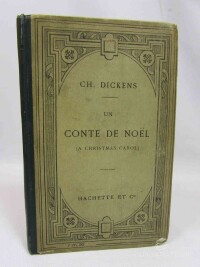 CH. DICKENS
UN
CONTE DE NOËL
(A CHRISTMAS CAROL)
HACHETTE ET Cie